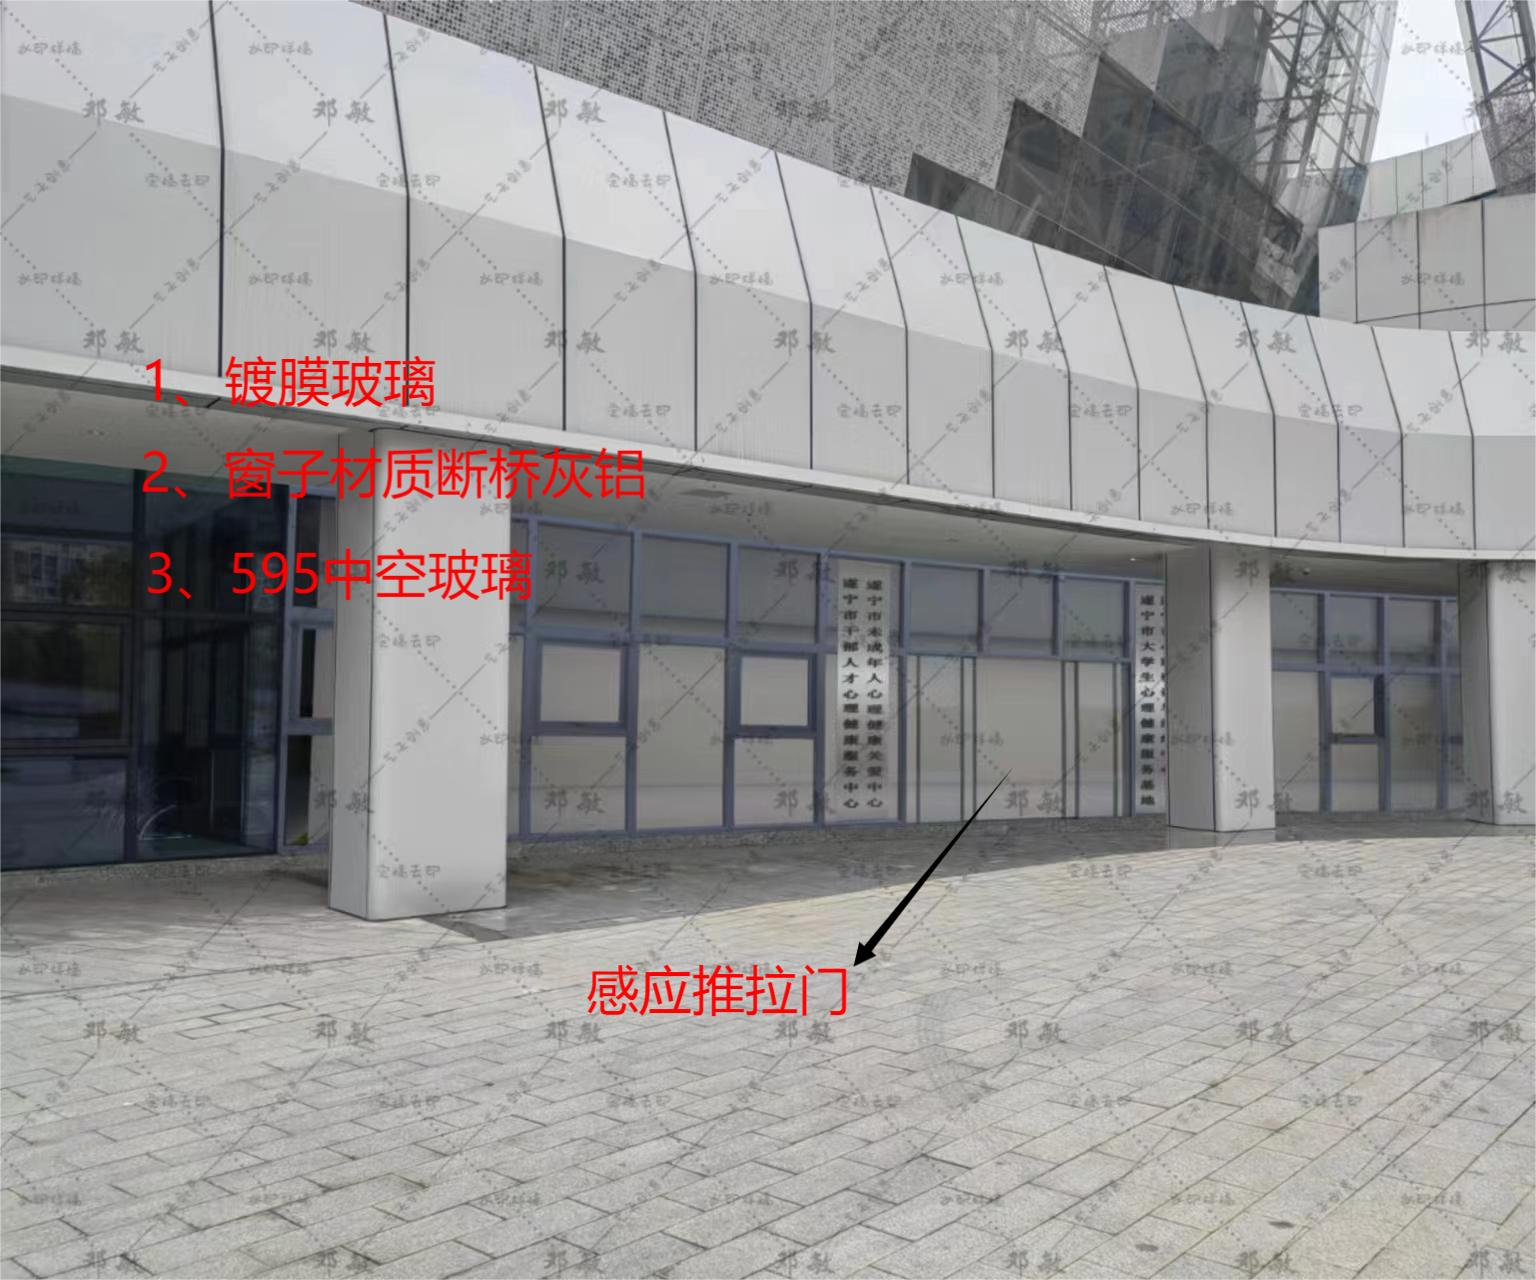 1、镀膜玻璃
2、窗子材质断桥灰铝
3、595中空玻璃
遂宁市干部人才心理健康服务中心
遂宁市未成年人心理健康关爱中心
遂宁市大学生心理健康服务基地
感应推拉门
邓敏